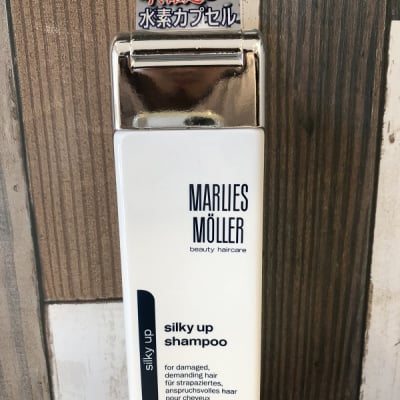 水素カプセル
MARLIES
MÖLLER
beauty haircare
silky up
silky up
shampoo
for damaged,
demanding hair
für strapaziertes,
anspruchsvolles haar
pour cheveux